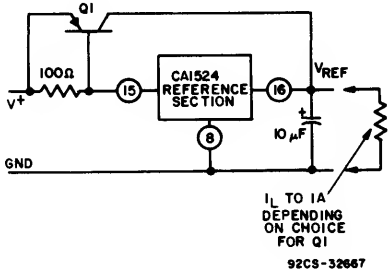 Q1
100Ω
V+
15
CA1524
REFERENCE
SECTION
16
VREF
8
+
10 μF
GND
IL TO 1A
DEPENDING
ON CHOICE
FOR Q1
92CS-32667